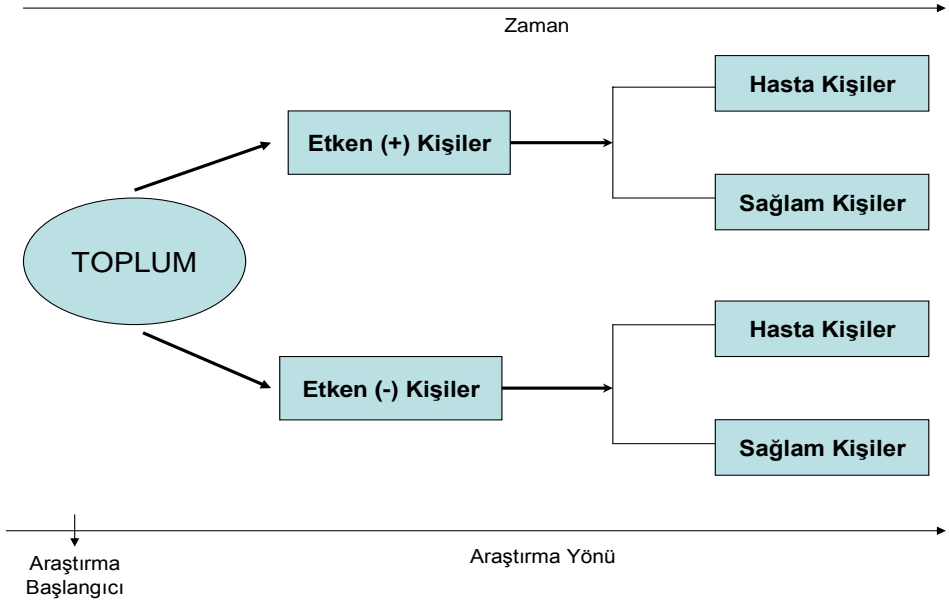 Zaman
Hasta Kişiler
Etken (+) Kişiler
Sağlam Kişiler
TOPLUM
Hasta Kişiler
Etken (-) Kişiler
Sağlam Kişiler
Araştırma Yönü
Araştırma
Başlangıcı